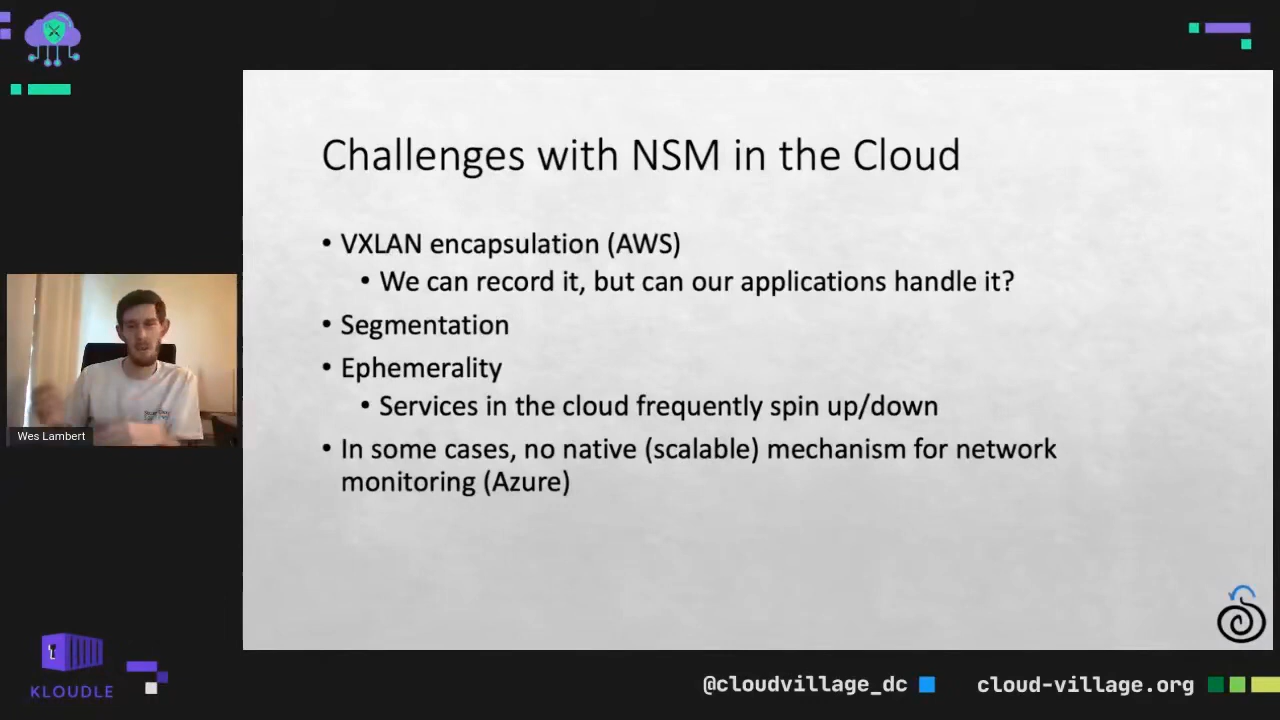 Challenges with NSM in the Cloud
• VXLAN encapsulation (AWS)
• We can record it, but can our applications handle it?
• Segmentation
• Ephemerality
• Services in the cloud frequently spin up/down
• In some cases, no native (scalable) mechanism for network
monitoring (Azure)
Wes Lambert
KLOUDLE
@cloudvillage_dc
cloud-village.org